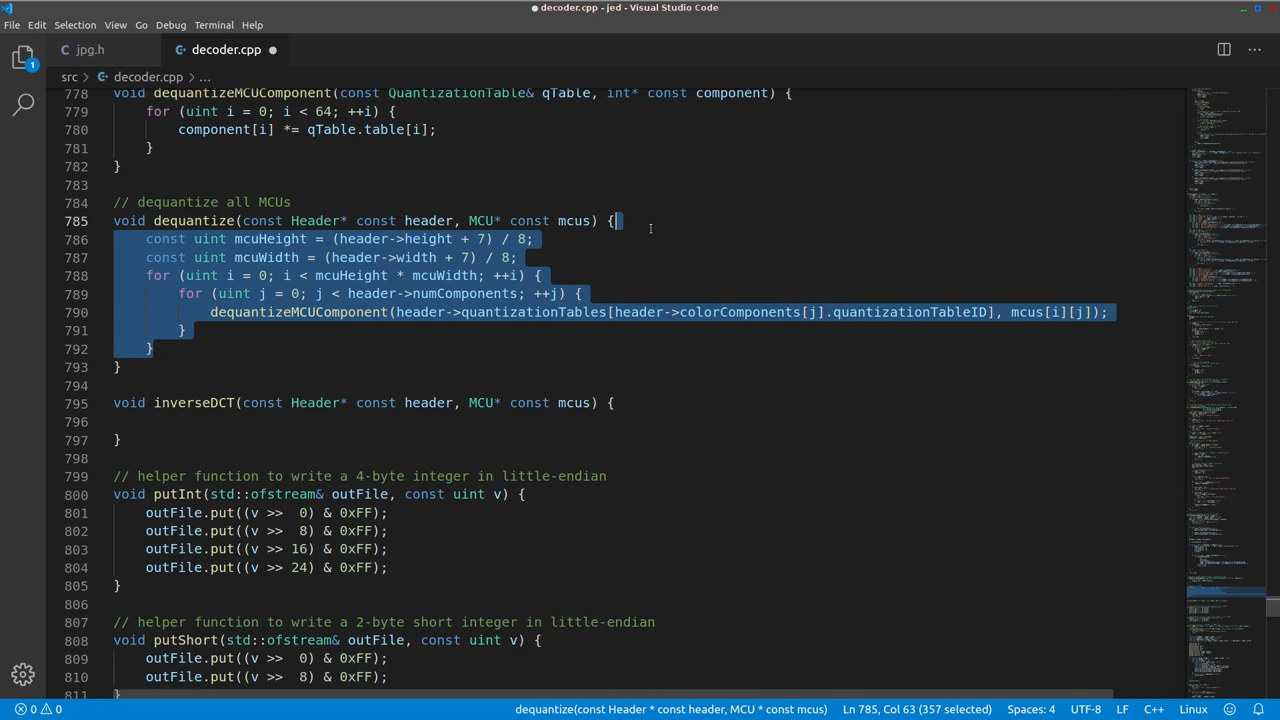 decoder.cpp - jed - Visual Studio Code
File Edit Selection View Go Debug Terminal Help
jpg.h decoder.cpp
src > decoder.cpp > ...
778 void dequantizeMCUComponent(const QuantizationTable& qTable, int* const component) {
779 for (uint i = 0; i < 64; ++i) {
780 component[i] *= qTable.table[i];
781 }
782 }
783
784 // dequantize all MCUs
785 void dequantize(const Header* const header, MCU* const mcus) {
786 const uint mcuHeight = (header->height + 7) / 8;
787 const uint mcuWidth = (header->width + 7) / 8;
788 for (uint i = 0; i < mcuHeight * mcuWidth; ++i) {
789 for (uint j = 0; j < header->numComponents; ++j) {
790 dequantizeMCUComponent(header->quantizationTables[header->colorComponents[j].quantizationTableID], mcus[i][j]);
791 }
792 }
793 }
794
795 void inverseDCT(const Header* const header, MCU* const mcus) {
796
797 }
798
799 // helper function to write a 4-byte integer in little-endian
800 void putInt(std::ofstream& outFile, const uint v) {
801 outFile.put((v >> 0) & 0xFF);
802 outFile.put((v >> 8) & 0xFF);
803 outFile.put((v >> 16) & 0xFF);
804 outFile.put((v >> 24) & 0xFF);
805 }
806
807 // helper function to write a 2-byte short integer in little-endian
808 void putShort(std::ofstream& outFile, const uint v) {
809 outFile.put((v >> 0) & 0xFF);
810 outFile.put((v >> 8) & 0xFF);
811 }
1
0 0 dequantize(const Header * const header, MCU * const mcus) Ln 785, Col 63 (357 selected) Spaces: 4 UTF-8 LF C++ Linux